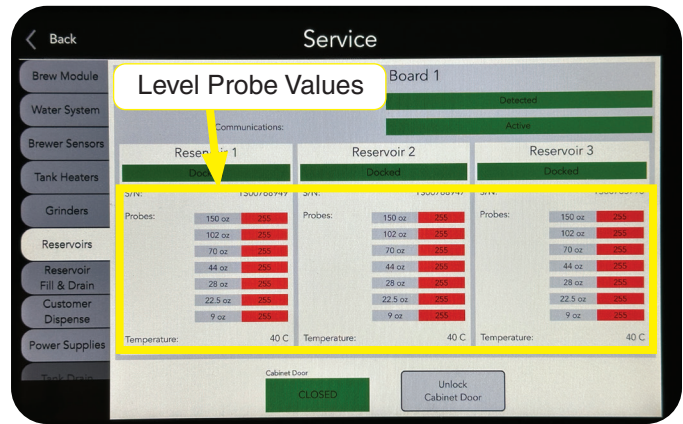 Back
Service
Brew Module
Water System
Brewer Sensors
Tank Heaters
Grinders
Reservoirs
Reservoir
Fill & Drain
Customer
Dispense
Power Supplies
Tank Drain
Level Probe Values
Board 1
Detected
Communications:
Active
Reservoir 1
Reservoir 2
Reservoir 3
Docked
Docked
Docked
S/N:
S/N:
S/N:
Probes:
150 oz 255
102 oz 255
70 oz 255
44 oz 255
28 oz 255
22.5 oz 255
9 oz 255
Temperature: 40 C
Probes:
150 oz 255
102 oz 255
70 oz 255
44 oz 255
28 oz 255
22.5 oz 255
9 oz 255
Temperature: 40 C
Probes:
150 oz 255
102 oz 255
70 oz 255
44 oz 255
28 oz 255
22.5 oz 255
9 oz 255
Temperature: 40 C
Cabinet Door
CLOSED
Unlock
Cabinet Door